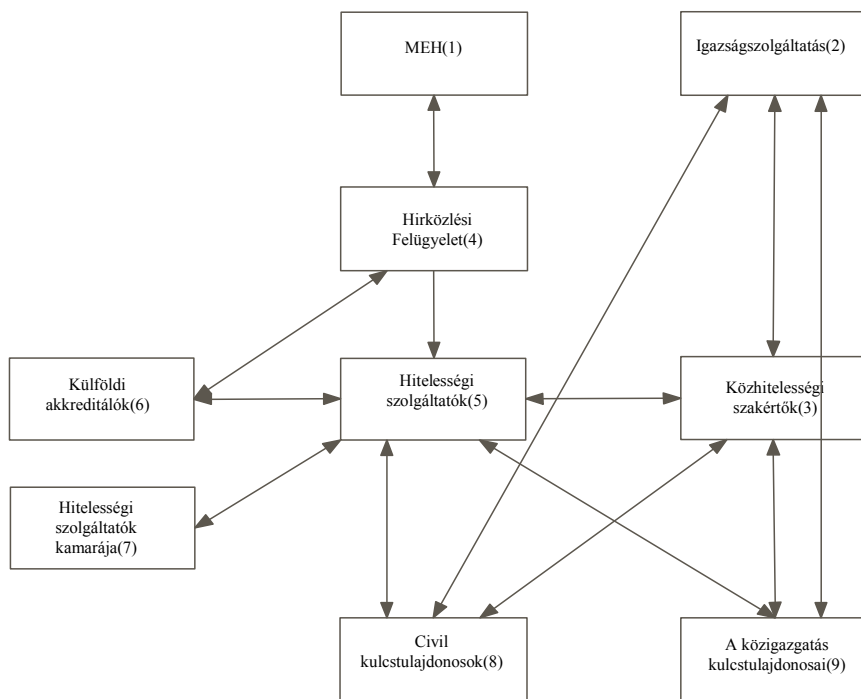 MEH(1)
Igazságszolgáltatás(2)
Hirközlési
Felügyelet(4)
Külföldi
akkreditálók(6)
Hitelességi
szolgáltatók(5)
Közhitelességi
szakértők(3)
Hitelességi
szolgáltatók
kamarája(7)
Civil
kulcstulajdonosok(8)
A közigazgatás
kulcstulajdonosai(9)